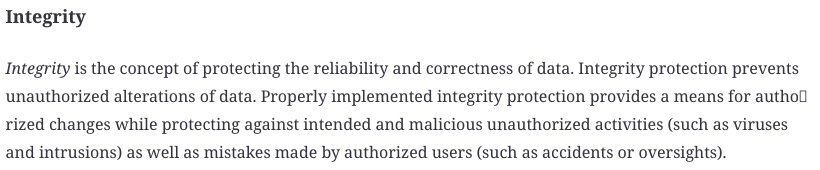 Integrity
Integrity is the concept of protecting the reliability and correctness of data. Integrity protection prevents
unauthorized alterations of data. Properly implemented integrity protection provides a means for autho▯
rized changes while protecting against intended and malicious unauthorized activities (such as viruses
and intrusions) as well as mistakes made by authorized users (such as accidents or oversights).